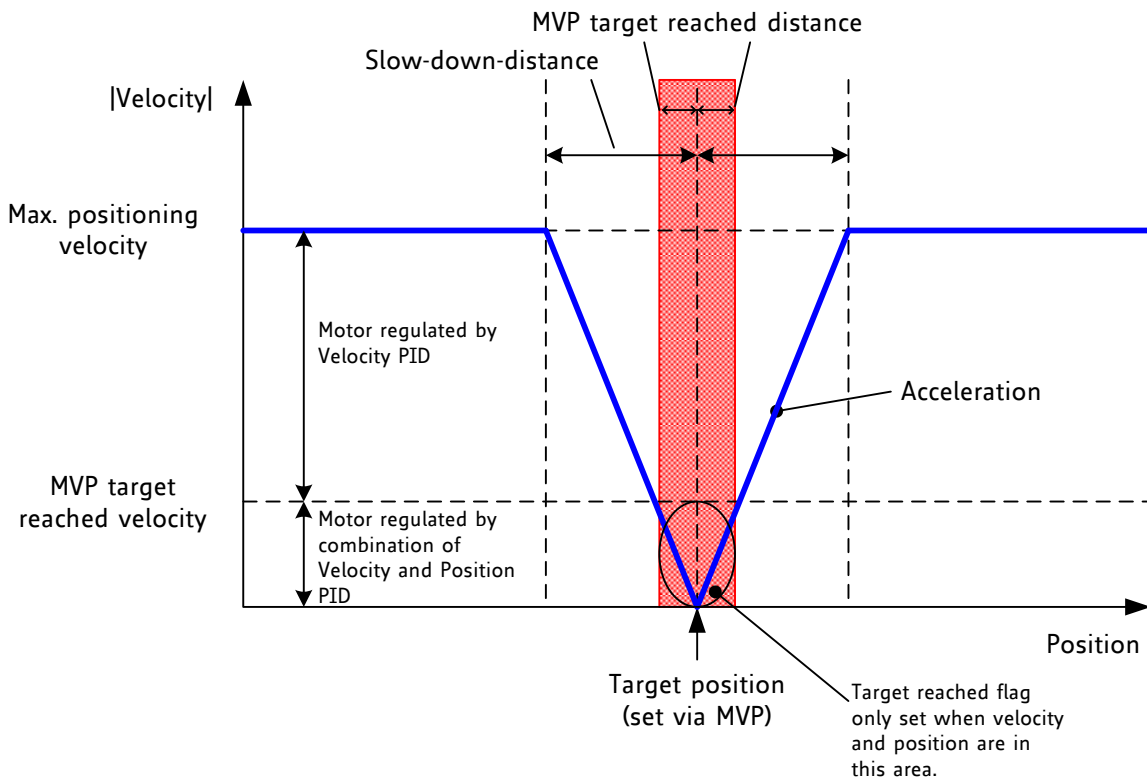 MVP target reached distance
Slow-down-distance
|Velocity|
Max. positioning
velocity
Motor regulated by
Velocity PID
Acceleration
MVP target
reached velocity
Motor regulated by
combination of
Velocity and Position
PID
Position
Target position
(set via MVP)
Target reached flag
only set when velocity
and position are in
this area.